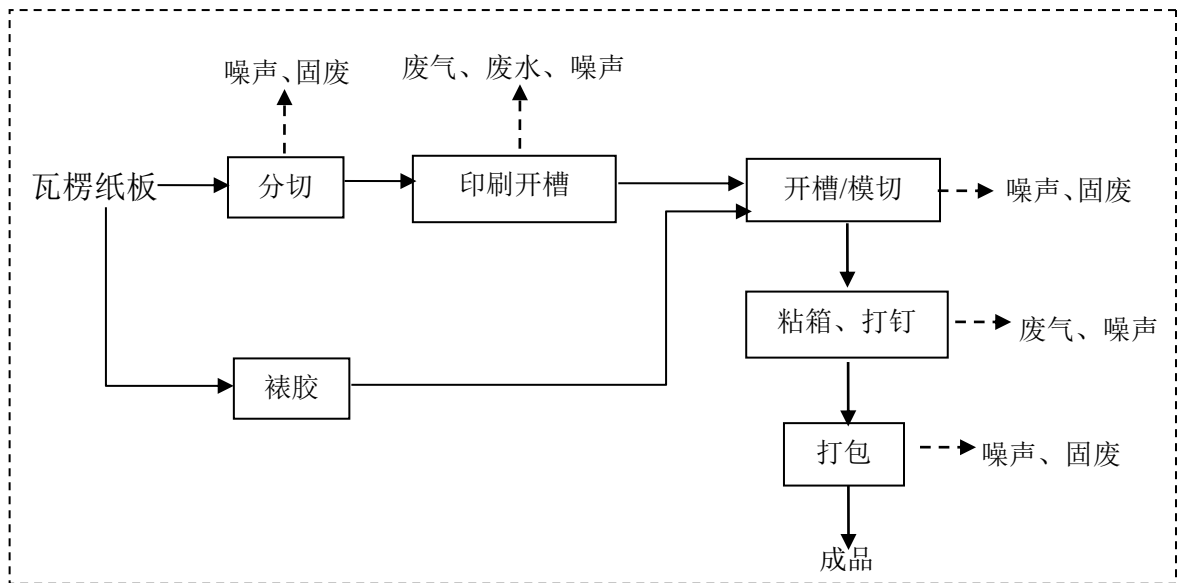 噪声、固废
废气、废水、噪声
瓦楞纸板
分切
印刷开槽
开槽/模切
噪声、固废
粘箱、打钉
废气、噪声
裱胶
打包
噪声、固废
成品